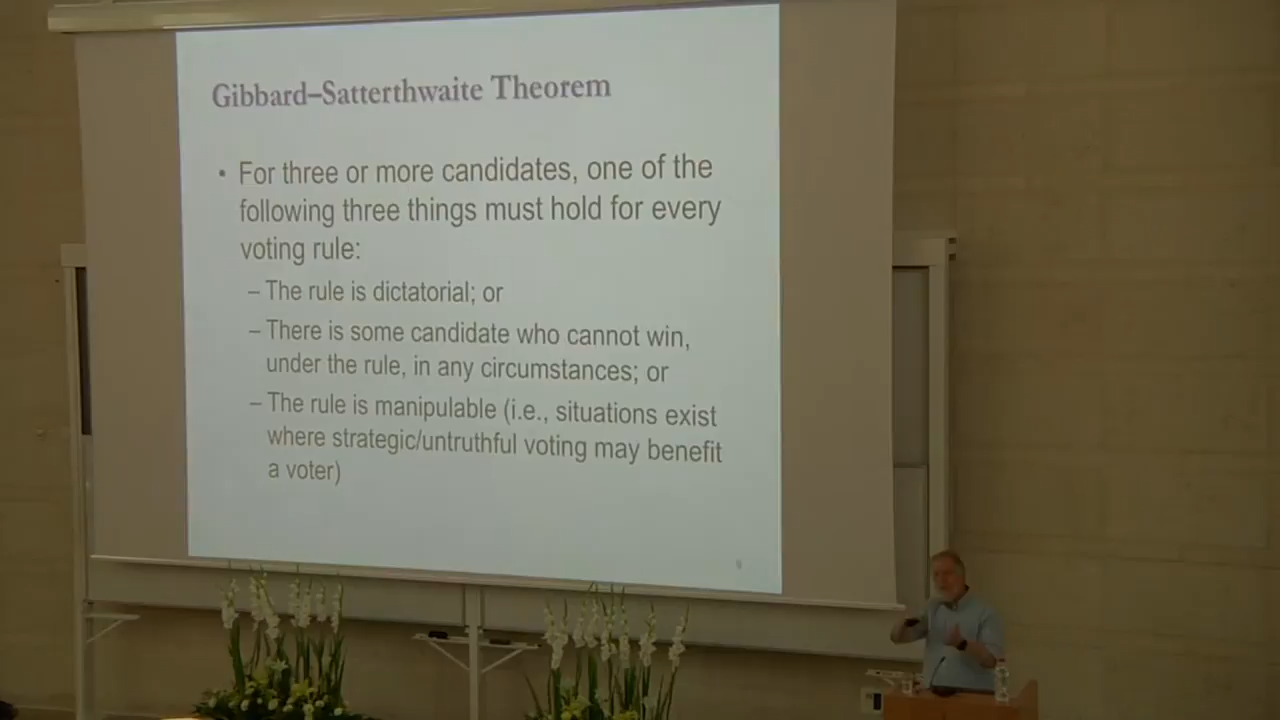 Gibbard–Satterthwaite Theorem
• For three or more candidates, one of the
following three things must hold for every
voting rule:
– The rule is dictatorial; or
– There is some candidate who cannot win,
under the rule, in any circumstances; or
– The rule is manipulable (i.e., situations exist
where strategic/untruthful voting may benefit
a voter)